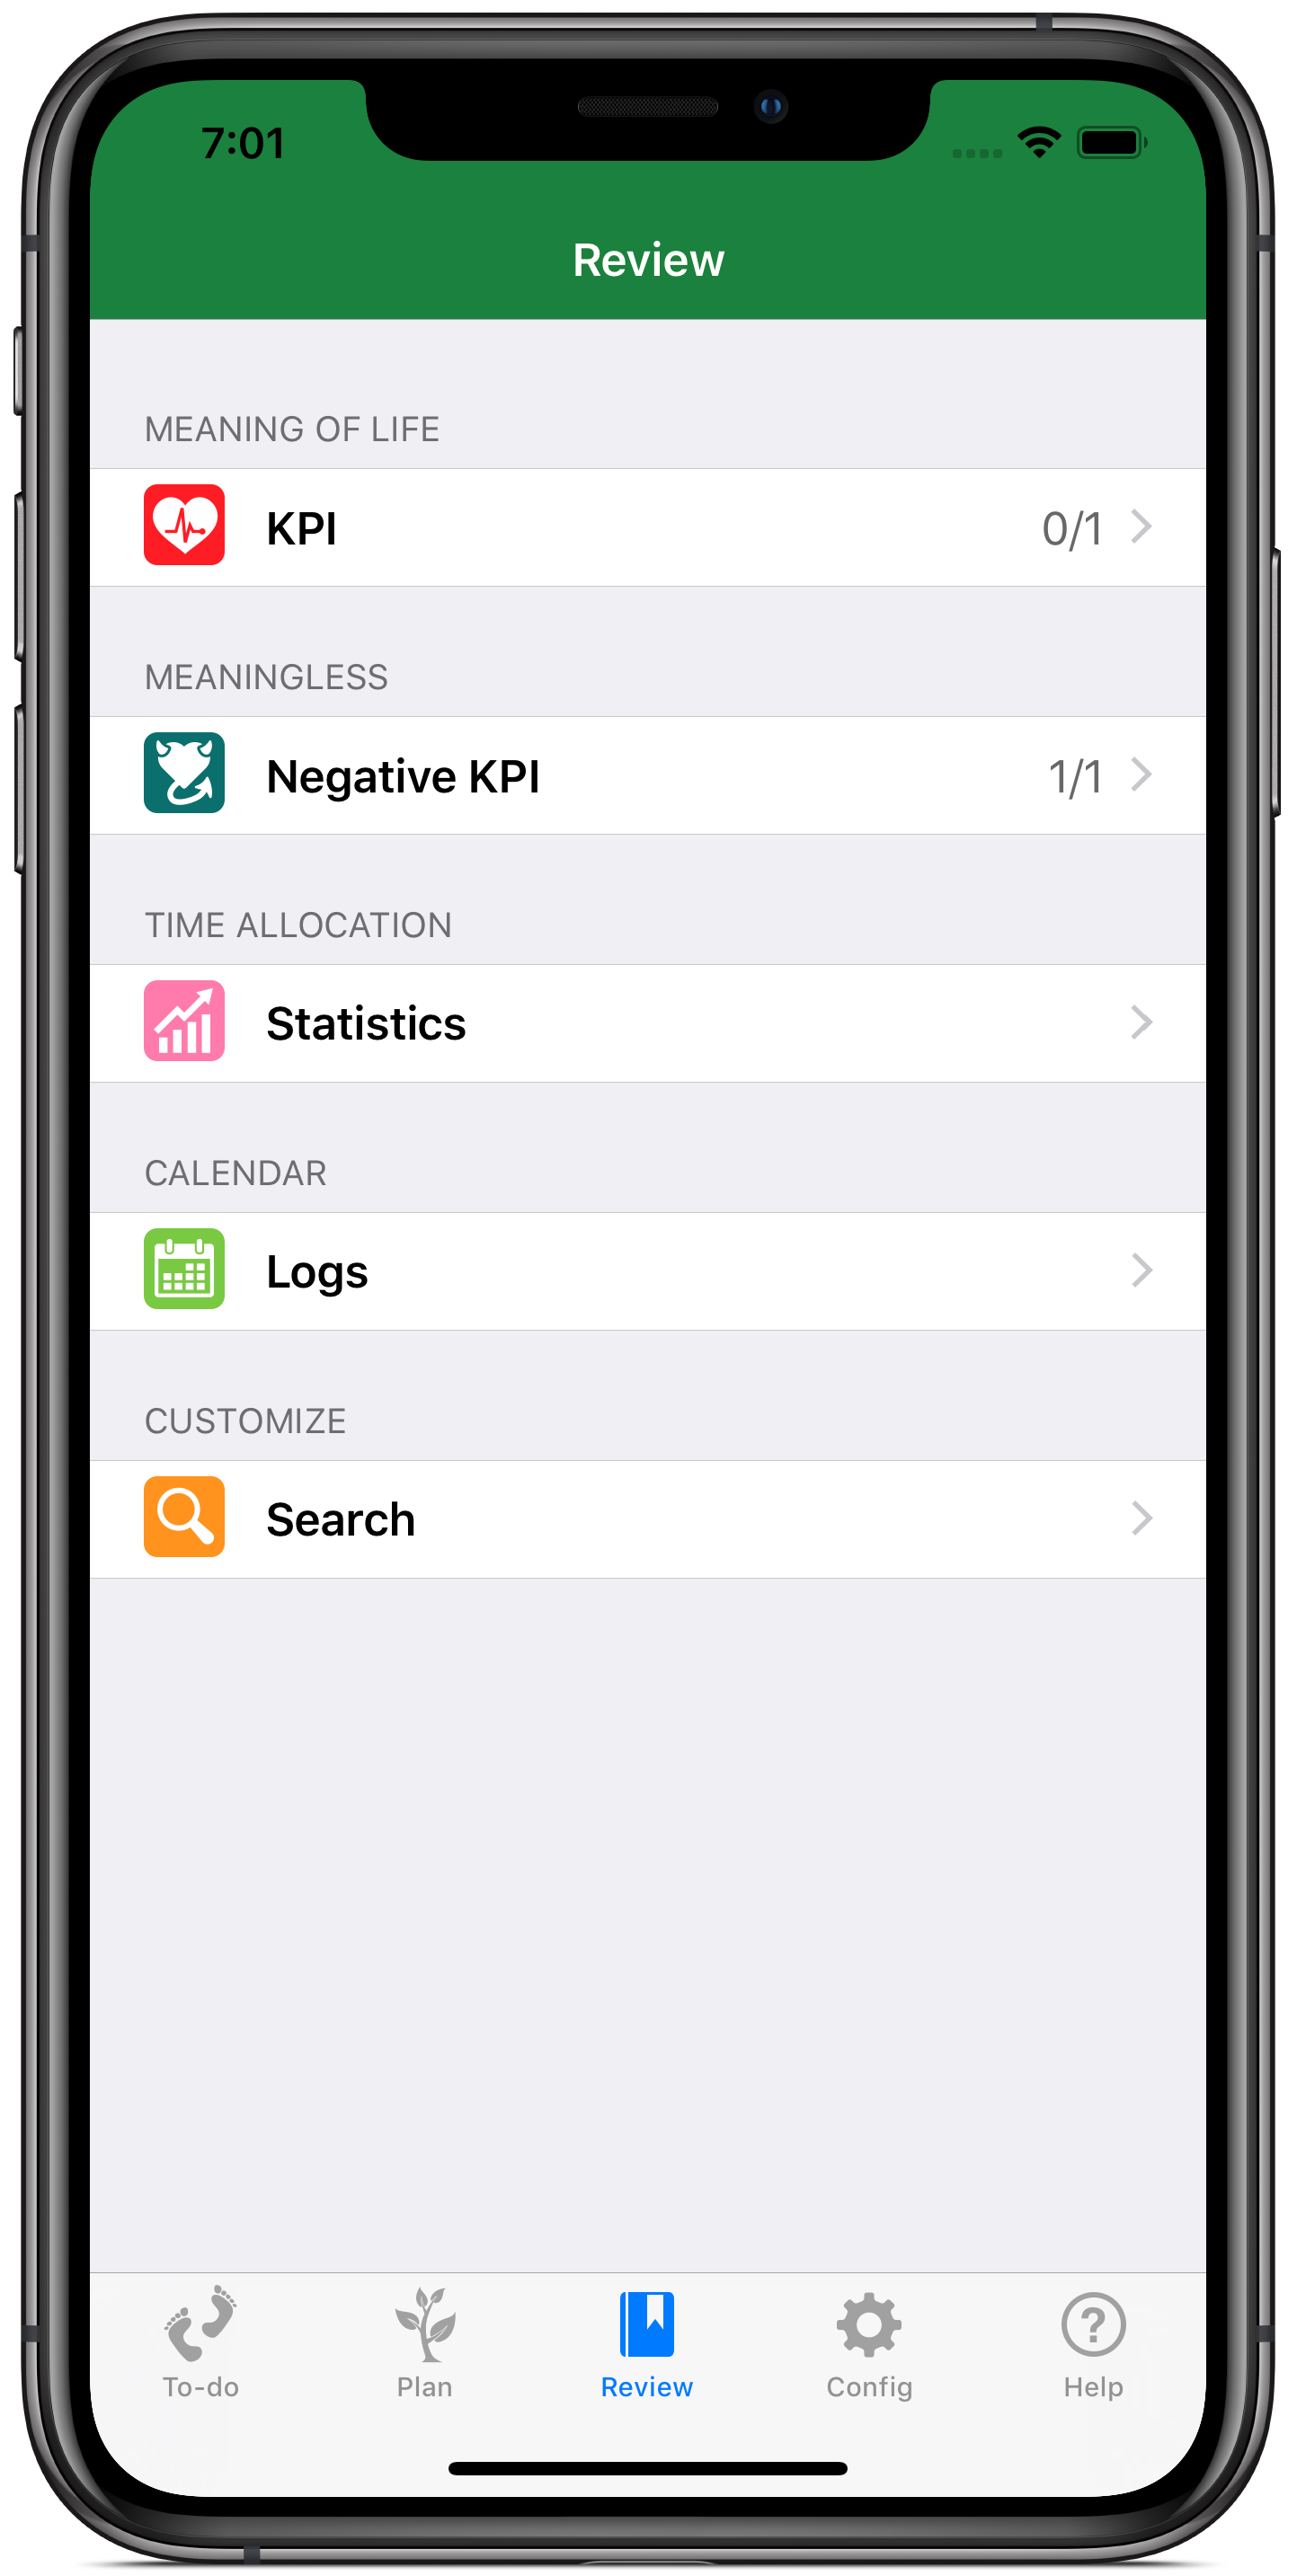 7:01
Review
MEANING OF LIFE
KPI 0/1
MEANINGLESS
Negative KPI 1/1
TIME ALLOCATION
Statistics
CALENDAR
Logs
CUSTOMIZE
Search
To-do Plan Review Config Help